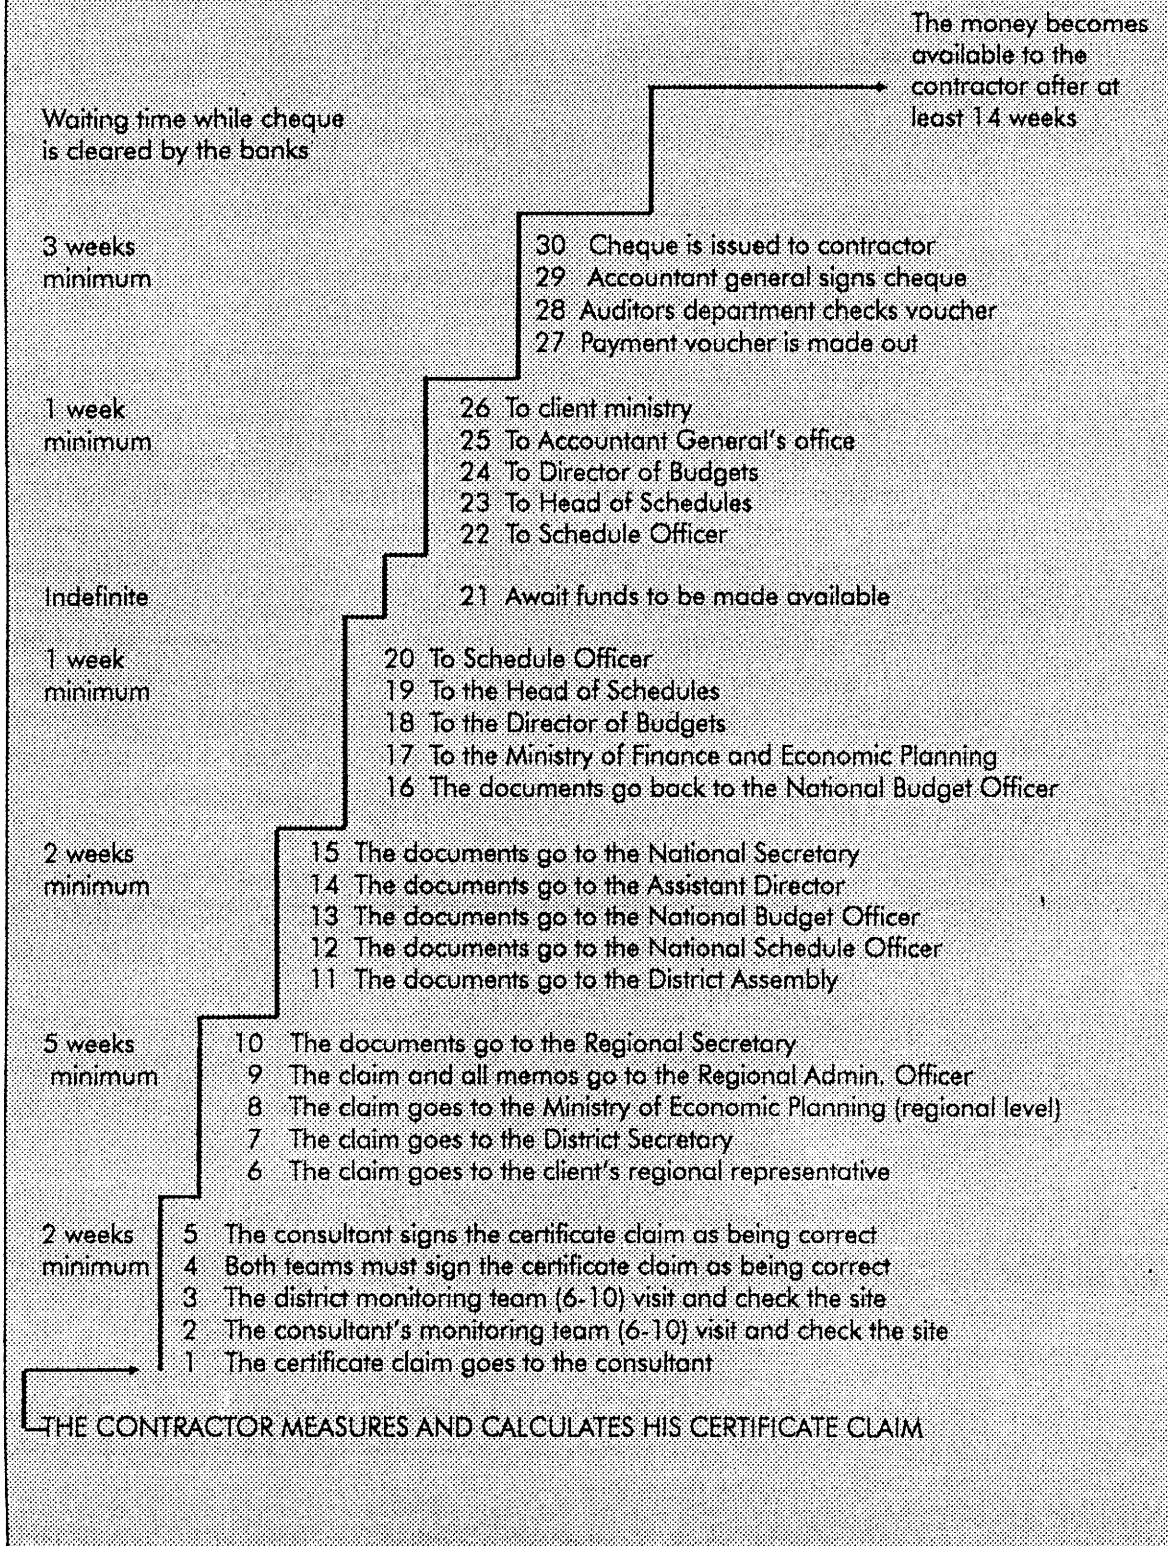 The money becomes
available to the
contractor after at
least 14 weeks
Waiting time while cheque
is cleared by the banks
3 weeks
minimum
30 Cheque is issued to contractor
29 Accountant general signs cheque
28 Auditors department checks voucher
27 Payment voucher is made out
1 week
minimum
26 To client ministry
25 To Accountant General's office
24 To Director of Budgets
23 To Head of Schedules
22 To Schedule Officer
Indefinite
21 Await funds to be made available
1 week
minimum
20 To Schedule Officer
19 To the Head of Schedules
18 To the Director of Budgets
17 To the Ministry of Finance and Economic Planning
16 The documents go back to the National Budget Officer
2 weeks
minimum
15 The documents go to the National Secretary
14 The documents go to the Assistant Director
13 The documents go to the National Budget Officer
12 The documents go to the National Schedule Officer
11 The documents go to the District Assembly
5 weeks
minimum
10 The documents go to the Regional Secretary
9 The claim and all memos go to the Regional Admin. Officer
8 The claim goes to the Ministry of Economic Planning (regional level)
7 The claim goes to the District Secretary
6 The claim goes to the client's regional representative
2 weeks
minimum
5 The consultant signs the certificate claim as being correct
4 Both teams must sign the certificate claim as being correct
3 The district monitoring team (6-10) visit and check the site
2 The consultant's monitoring team (6-10) visit and check the site
1 The certificate claim goes to the consultant
THE CONTRACTOR MEASURES AND CALCULATES HIS CERTIFICATE CLAIM